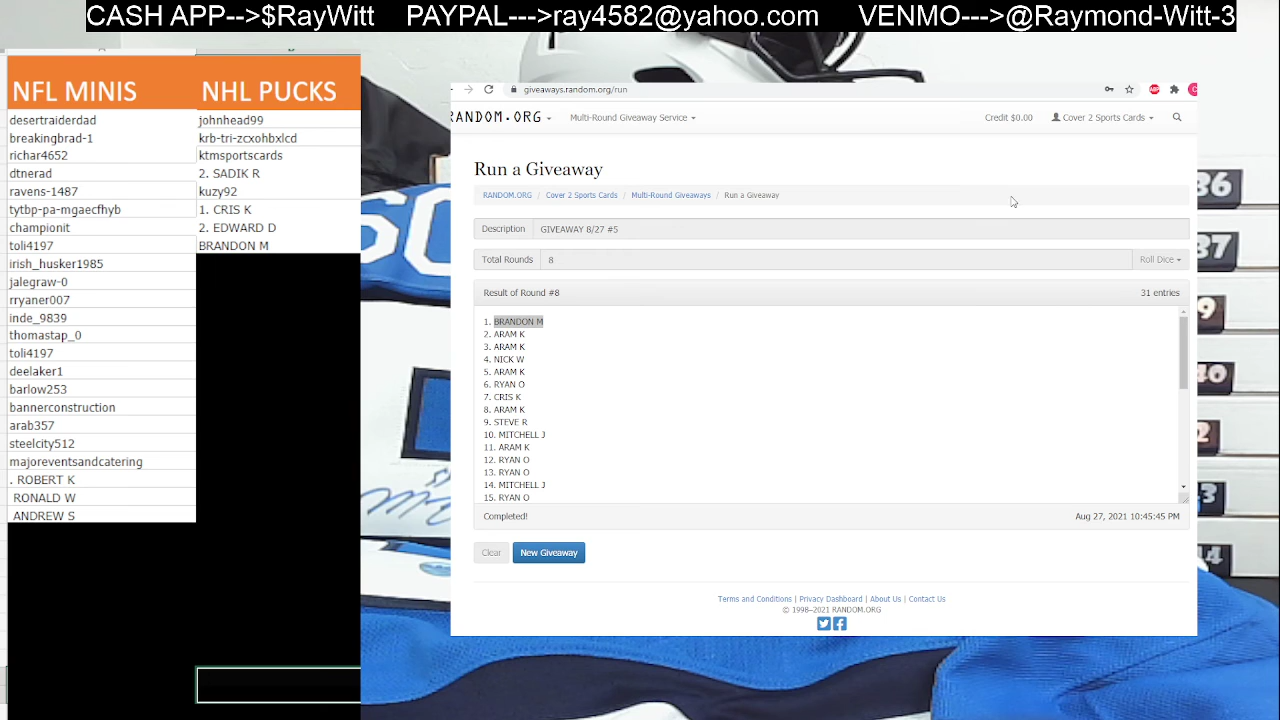 CASH APP-->$RayWitt PAYPAL--->ray4582@yahoo.com VENMO--->@Raymond-Witt-3
NFL MINIS
desertraiderdad
breakingbrad-1
richar4652
dtnerad
ravens-1487
tytbp-pa-mgaecfhyb
championit
toli4197
irish_husker1985
jalegraw-0
rryaner007
inde_9839
thomastap_0
toli4197
deelaker1
barlow253
bannerconstruction
arab357
steelcity512
majoreventsandcatering
. ROBERT K
RONALD W
ANDREW S
NHL PUCKS
johnhead99
krb-tri-zcxohbxlcd
ktmsportscards
2. SADIK R
kuzy92
1. CRIS K
2. EDWARD D
BRANDON M
giveaways.random.org/run
RANDOM.ORG Multi-Round Giveaway Service Credit $0.00 Cover 2 Sports Cards
Run a Giveaway
RANDOM.ORG / Cover 2 Sports Cards / Multi-Round Giveaways / Run a Giveaway
Description GIVEAWAY 8/27 #5
Total Rounds 8 Roll Dice
Result of Round #8 31 entries
1. BRANDON M
2. ARAM K
3. ARAM K
4. NICK W
5. ARAM K
6. RYAN O
7. CRIS K
8. ARAM K
9. STEVE R
10. MITCHELL J
11. ARAM K
12. RYAN O
13. RYAN O
14. MITCHELL J
15. RYAN O
Completed! Aug 27, 2021 10:45:45 PM
Clear New Giveaway
Terms and Conditions | Privacy Dashboard | About Us | Contact Us
© 1998–2021 RANDOM.ORG
36
37
40